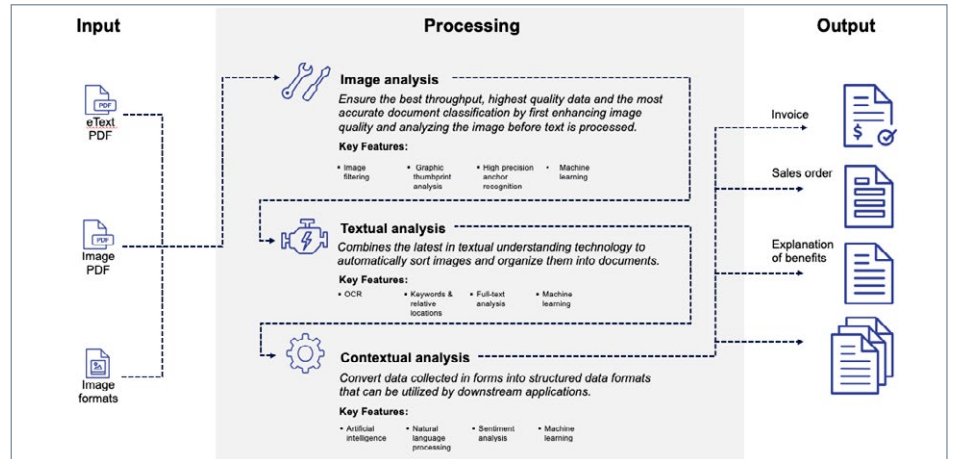 Input
Processing
Output
PDF
eText
PDF
PDF
Image
PDF
Image
formats
Image analysis
Ensure the best throughput, highest quality data and the most
accurate document classification by first enhancing image
quality and analyzing the image before text is processed.
Key Features:
• Image
filtering
• Graphic
thumbprint
analysis
• High precision
anchor
recognition
• Machine
learning
Textual analysis
Combines the latest in textual understanding technology to
automatically sort images and organize them into documents.
Key Features:
• OCR
• Keywords &
relative
locations
• Full-text
analysis
• Machine
learning
Contextual analysis
Convert data collected in forms into structured data formats
that can be utilized by downstream applications.
Key Features:
• Artificial
intelligence
• Natural
language
processing
• Sentiment
analysis
• Machine
learning
Invoice
$
Sales order
Explanation
of benefits